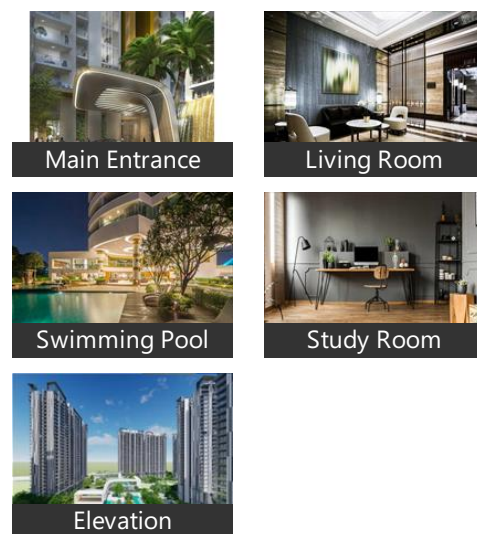 Main Entrance
Living Room
Swimming Pool
Study Room
Elevation